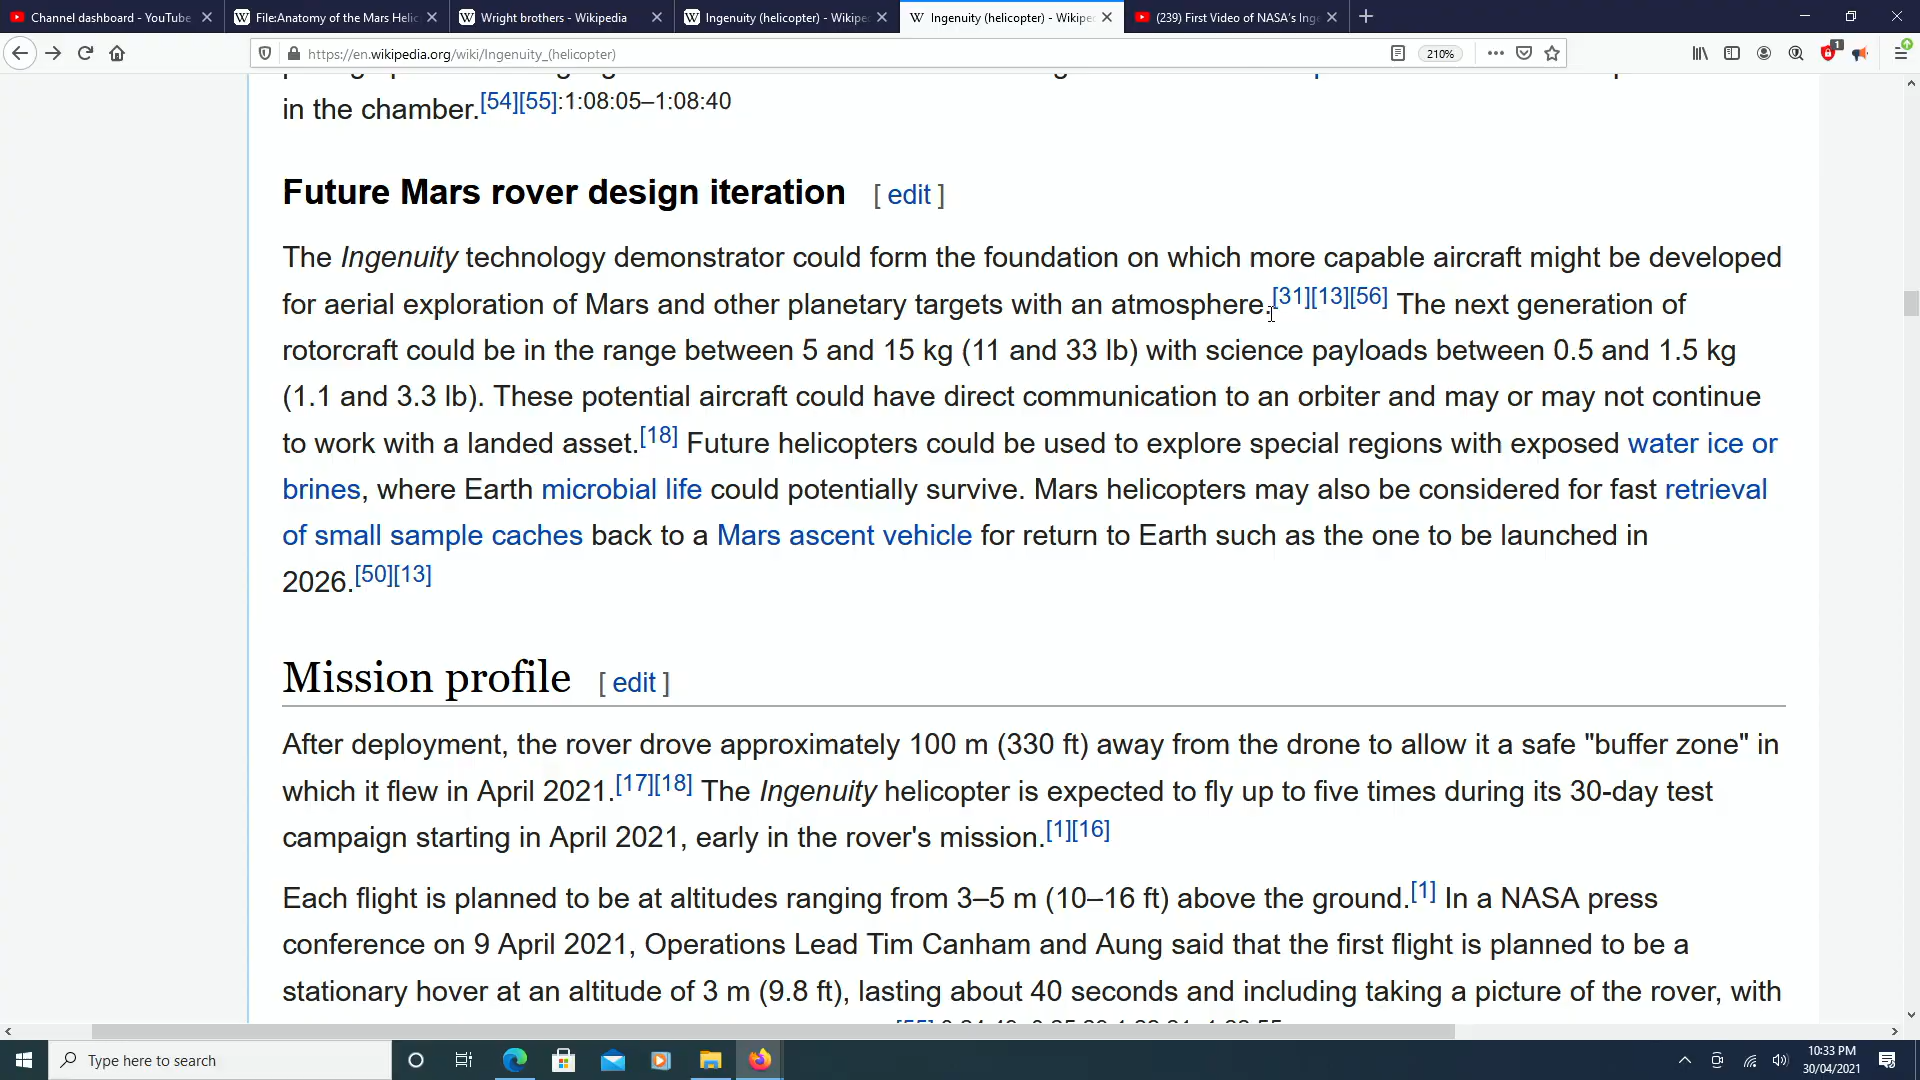 Channel dashboard - YouTube
File:Anatomy of the Mars Helic
Wright brothers - Wikipedia
Ingenuity (helicopter) - Wikipe
Ingenuity (helicopter) - Wikipe
(239) First Video of NASA's Ing
https://en.wikipedia.org/wiki/Ingenuity_(helicopter)
210%
1
in the chamber.[54][55]:1:08:05–1:08:40
Future Mars rover design iteration [ edit ]
The Ingenuity technology demonstrator could form the foundation on which more capable aircraft might be developed
for aerial exploration of Mars and other planetary targets with an atmosphere.[31][13][56] The next generation of
rotorcraft could be in the range between 5 and 15 kg (11 and 33 lb) with science payloads between 0.5 and 1.5 kg
(1.1 and 3.3 lb). These potential aircraft could have direct communication to an orbiter and may or may not continue
to work with a landed asset.[18] Future helicopters could be used to explore special regions with exposed water ice or
brines, where Earth microbial life could potentially survive. Mars helicopters may also be considered for fast retrieval
of small sample caches back to a Mars ascent vehicle for return to Earth such as the one to be launched in
2026.[50][13]
Mission profile [ edit ]
After deployment, the rover drove approximately 100 m (330 ft) away from the drone to allow it a safe "buffer zone" in
which it flew in April 2021.[17][18] The Ingenuity helicopter is expected to fly up to five times during its 30-day test
campaign starting in April 2021, early in the rover's mission.[1][16]
Each flight is planned to be at altitudes ranging from 3–5 m (10–16 ft) above the ground.[1] In a NASA press
conference on 9 April 2021, Operations Lead Tim Canham and Aung said that the first flight is planned to be a
stationary hover at an altitude of 3 m (9.8 ft), lasting about 40 seconds and including taking a picture of the rover, with
Type here to search
10:33 PM
30/04/2021